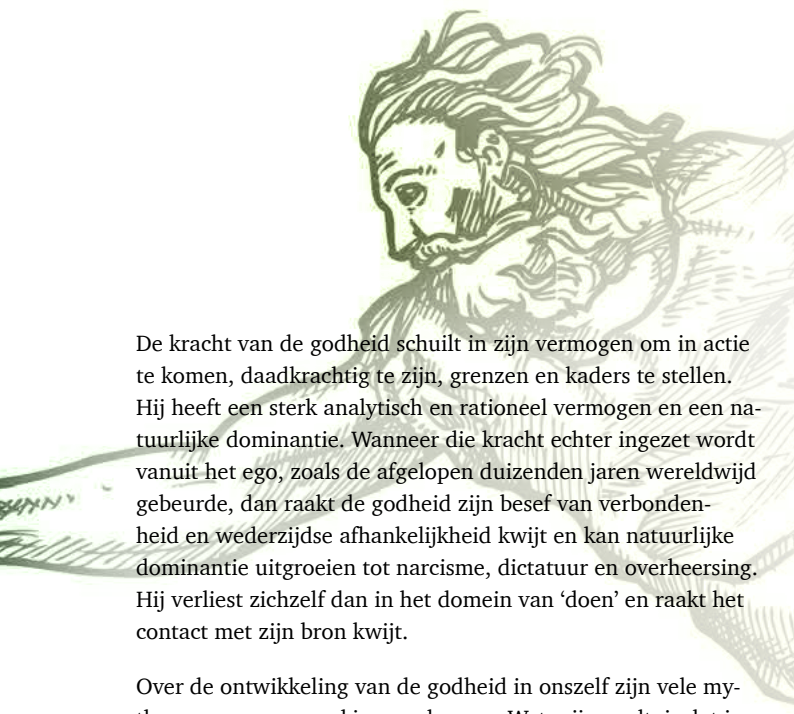 De kracht van de godheid schuilt in zijn vermogen om in actie
te komen, daadkrachtig te zijn, grenzen en kaders te stellen.
Hij heeft een sterk analytisch en rationeel vermogen en een na-
tuurlijke dominantie. Wanneer die kracht echter ingezet wordt
vanuit het ego, zoals de afgelopen duizenden jaren wereldwijd
gebeurde, dan raakt de godheid zijn besef van verbonden-
heid en wederzijdse afhankelijkheid kwijt en kan natuurlijke
dominantie uitgroeien tot narcisme, dictatuur en overheersing.
Hij verliest zichzelf dan in het domein van ‘doen’ en raakt het
contact met zijn bron kwijt.
Over de ontwikkeling van de godheid in onszelf zijn vele my-